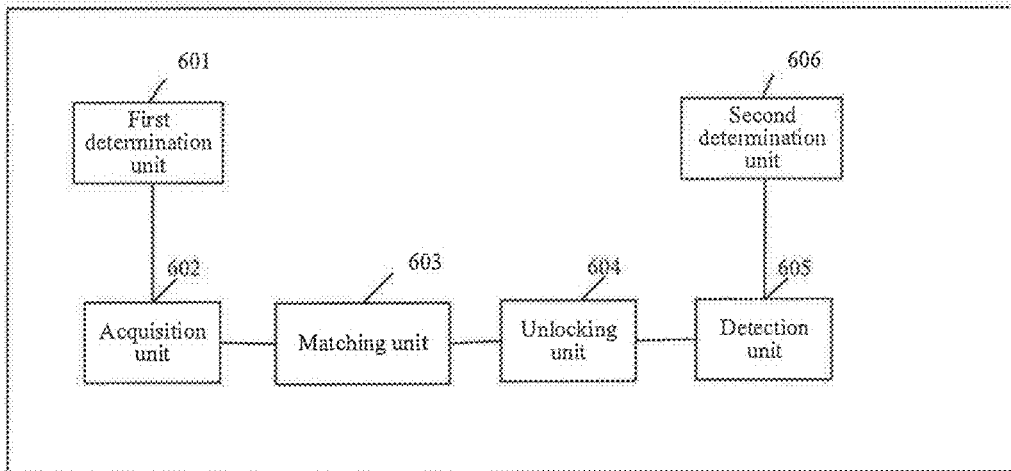 601
First
determination
unit
606
Second
determination
unit
602
Acquisition
unit
603
Matching unit
604
Unlocking
unit
605
Detection
unit